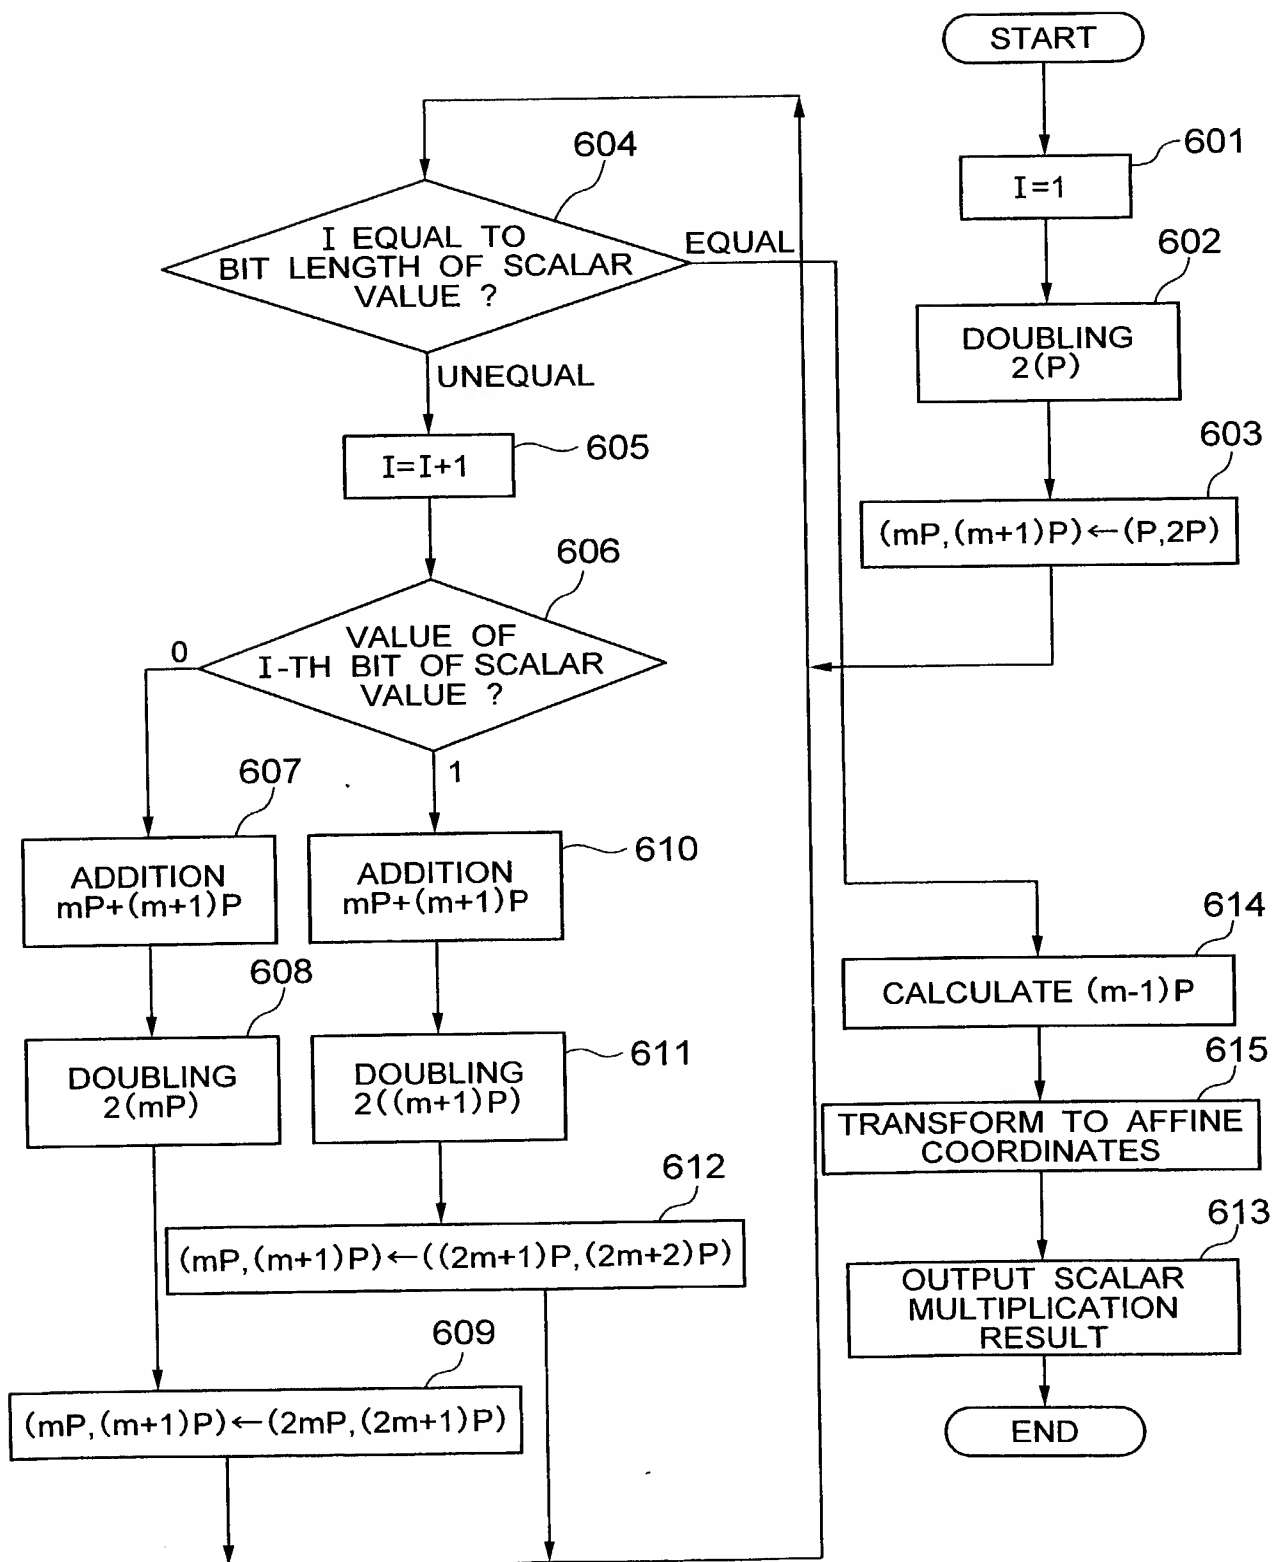 START
601
I=1
602
DOUBLING
2(P)
603
(mP,(m+1)P)←(P,2P)
604
I EQUAL TO
BIT LENGTH OF SCALAR
VALUE ?
EQUAL
UNEQUAL
605
I=I+1
606
VALUE OF
I-TH BIT OF SCALAR
VALUE ?
0
1
607
ADDITION
mP+(m+1)P
608
DOUBLING
2(mP)
609
(mP,(m+1)P)←(2mP,(2m+1)P)
610
ADDITION
mP+(m+1)P
611
DOUBLING
2((m+1)P)
612
(mP,(m+1)P)←((2m+1)P,(2m+2)P)
614
CALCULATE (m-1)P
615
TRANSFORM TO AFFINE
COORDINATES
613
OUTPUT SCALAR
MULTIPLICATION
RESULT
END